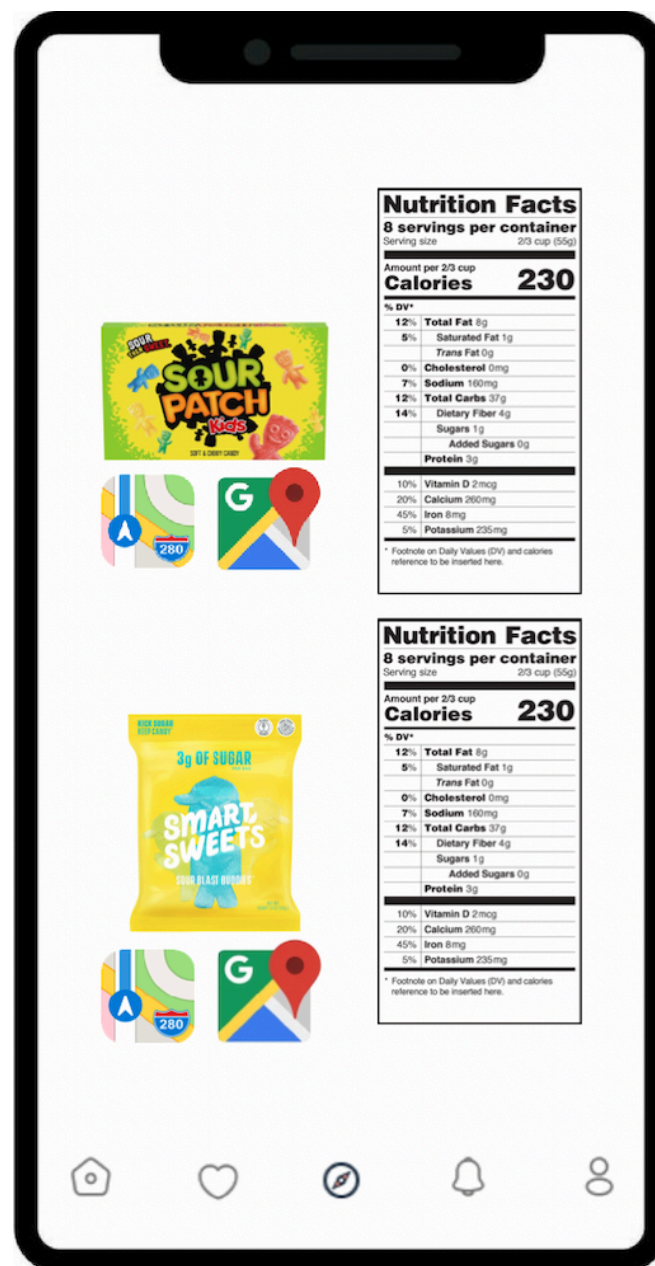 Nutrition Facts
8 servings per container
Serving size 2/3 cup (55g)
Amount per 2/3 cup
Calories 230
% DV*
12% Total Fat 8g
5% Saturated Fat 1g
Trans Fat 0g
0% Cholesterol 0mg
7% Sodium 160mg
12% Total Carbs 37g
14% Dietary Fiber 4g
Sugars 1g
Added Sugars 0g
Protein 3g
10% Vitamin D 2mcg
20% Calcium 260mg
45% Iron 8mg
5% Potassium 235mg
* Footnote on Daily Values (DV) and calories
reference to be inserted here.
SOUR
THEN SWEET
SOUR
PATCH
Kids
SOFT & CHEWY CANDY
280
G
Nutrition Facts
8 servings per container
Serving size 2/3 cup (55g)
Amount per 2/3 cup
Calories 230
% DV*
12% Total Fat 8g
5% Saturated Fat 1g
Trans Fat 0g
0% Cholesterol 0mg
7% Sodium 160mg
12% Total Carbs 37g
14% Dietary Fiber 4g
Sugars 1g
Added Sugars 0g
Protein 3g
10% Vitamin D 2mcg
20% Calcium 260mg
45% Iron 8mg
5% Potassium 235mg
* Footnote on Daily Values (DV) and calories
reference to be inserted here.
KICK SUGAR
KEEP CANDY
3g OF SUGAR
SMART
SWEETS
SOUR BLAST BUDDIES
280
G